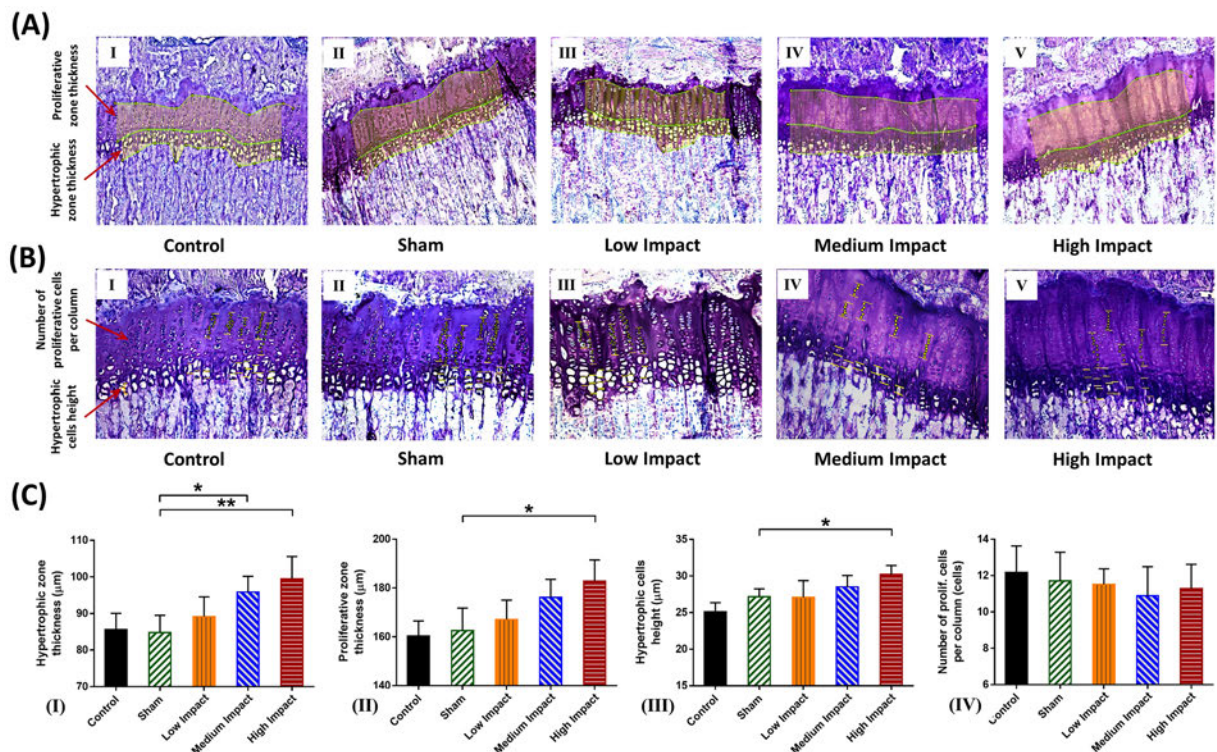 (A)
Proliferative
zone thickness
Hypertrophic
zone thickness
I
II
III
IV
V
Control
Sham
Low Impact
Medium Impact
High Impact
(B)
Number of
proliferative cells
per column
Hypertrophic
cells height
I
II
III
IV
V
Control
Sham
Low Impact
Medium Impact
High Impact
(C)
*
**
Hypertrophic zone
thickness (µm)
110
100
90
80
70
Control
Sham
Low Impact
Medium Impact
High Impact
(I)
*
Proliferative zone
thickness (µm)
200
180
160
140
Control
Sham
Low Impact
Medium Impact
High Impact
(II)
*
Hypertrophic cells
height (µm)
35
30
25
20
15
Control
Sham
Low Impact
Medium Impact
High Impact
(III)
Number of prolif. cells
per column (cells)
14
12
10
8
6
Control
Sham
Low Impact
Medium Impact
High Impact
(IV)